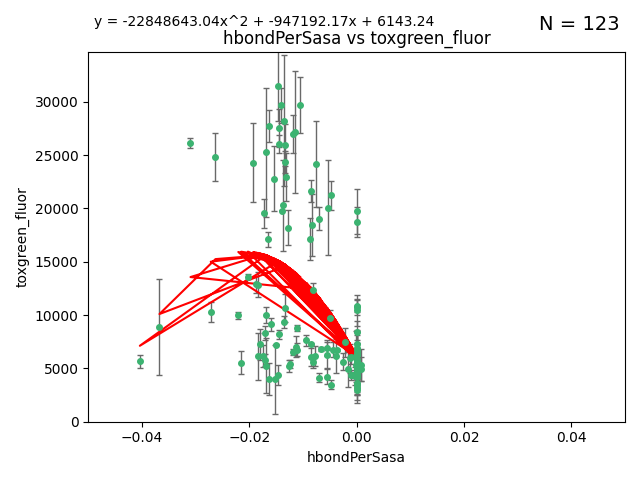 y = -22848643.04x^2 + -947192.17x + 6143.24
N = 123
hbondPerSasa vs toxgreen_fluor
toxgreen_fluor
30000
25000
20000
15000
10000
5000
0
−0.04
−0.02
0.00
0.02
0.04
hbondPerSasa